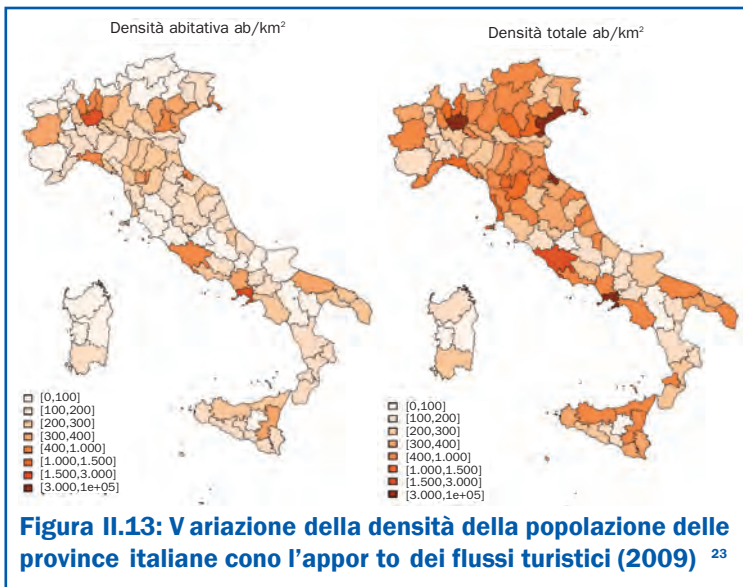 Densità abitativa ab/km²
Densità totale ab/km²
[0,100]
[100,200]
[200,300]
[300,400]
[400,1.000]
[1.000,1.500]
[1.500,3.000]
[3.000,1e+05]
[0,100]
[100,200]
[200,300]
[300,400]
[400,1.000]
[1.000,1.500]
[1.500,3.000]
[3.000,1e+05]
Figura II.13: V ariazione della densità della popolazione delle
province italiane cono l'appor to dei flussi turistici (2009) ²³